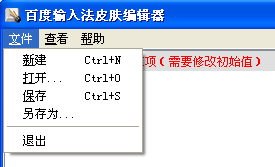 百度输入法皮肤编辑器
文件 查看 帮助
新建 Ctrl+N
项(需要修改初始值)
打开... Ctrl+O
保存 Ctrl+S
另存为...
退出